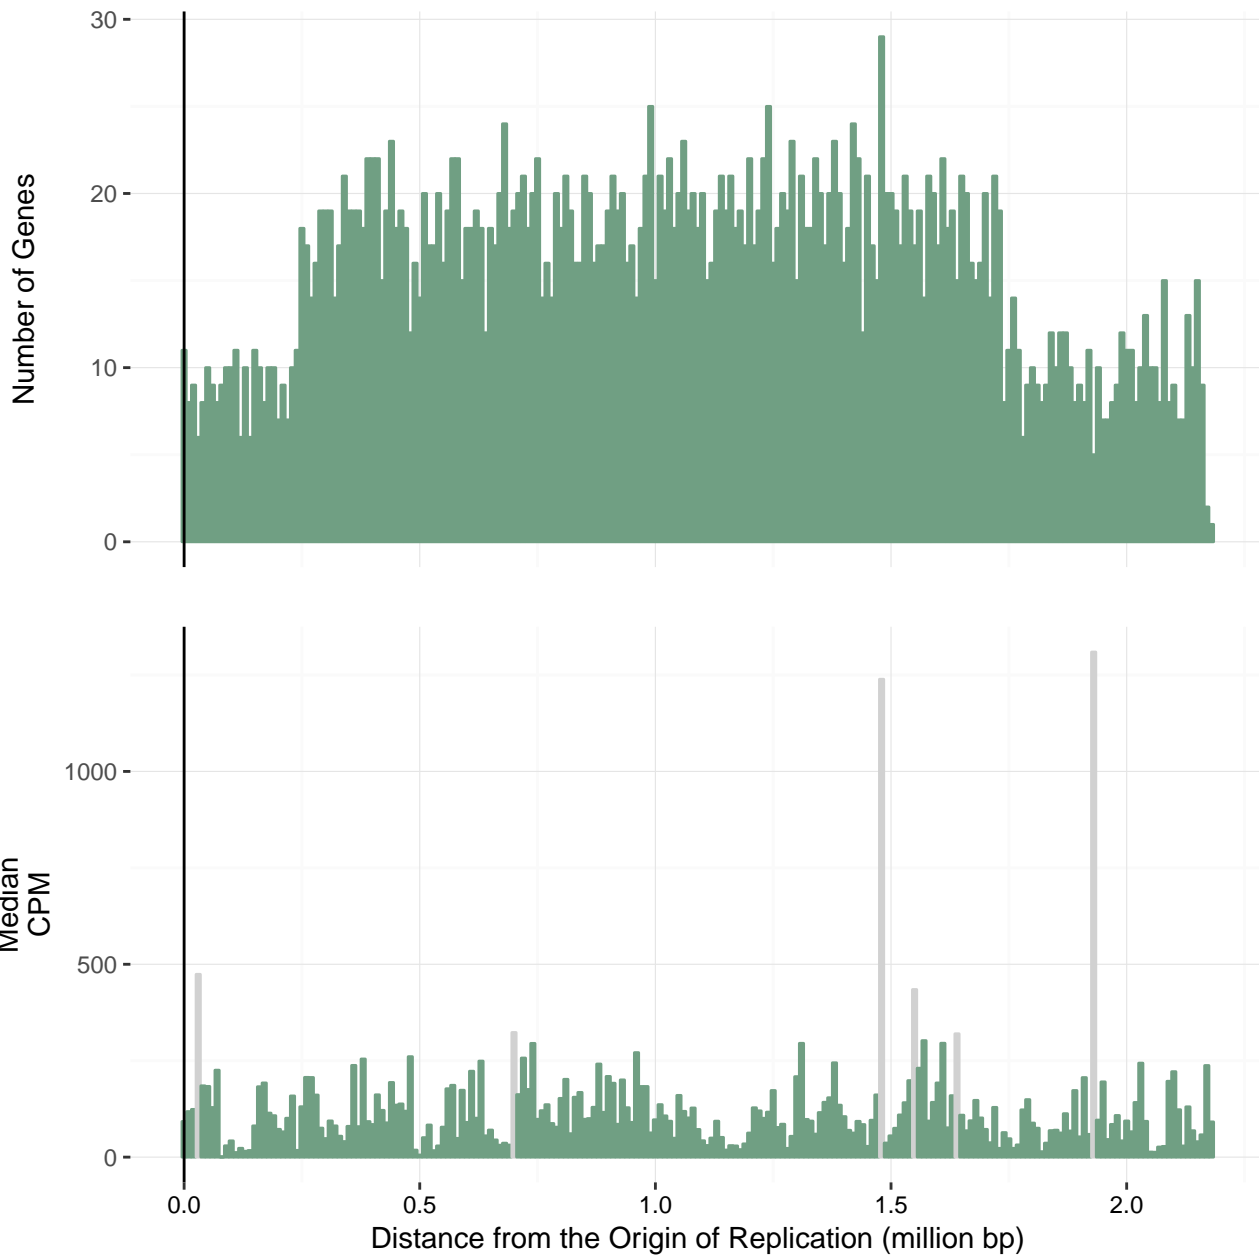 30
20
10
0
Number of Genes
1000
500
0
Median
CPM
0.0 0.5 1.0 1.5 2.0
Distance from the Origin of Replication (million bp)